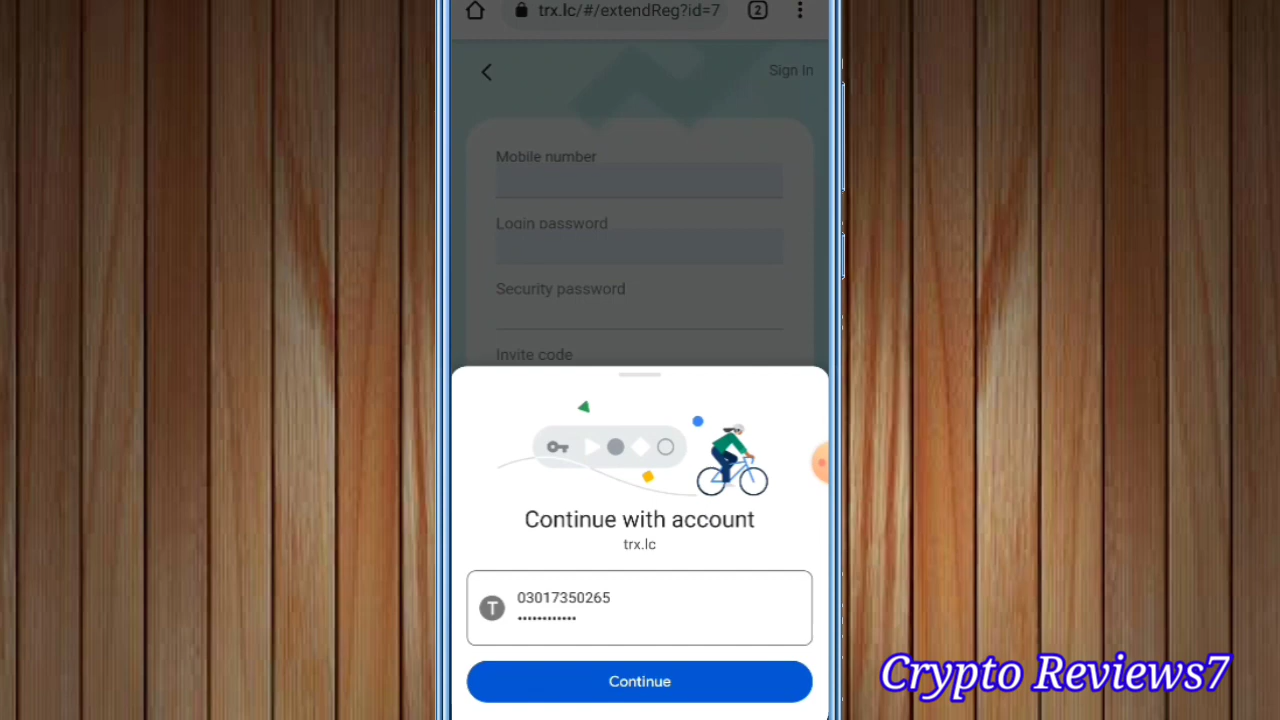 trx.lc/#/extendReg?id=7
2
Sign In
Mobile number
Login password
Security password
Invite code
Continue with account
trx.lc
T
03017350265
••••••••••••
Continue
Crypto Reviews7